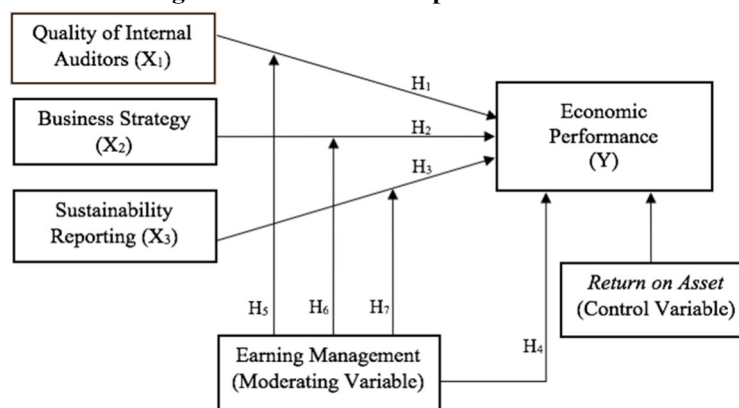 Quality of Internal
Auditors (X₁)
H₁
Business Strategy
(X₂)
H₂
Economic
Performance
(Y)
H₃
Sustainability
Reporting (X₃)
Return on Asset
(Control Variable)
H₅
H₆
H₇
H₄
Earning Management
(Moderating Variable)